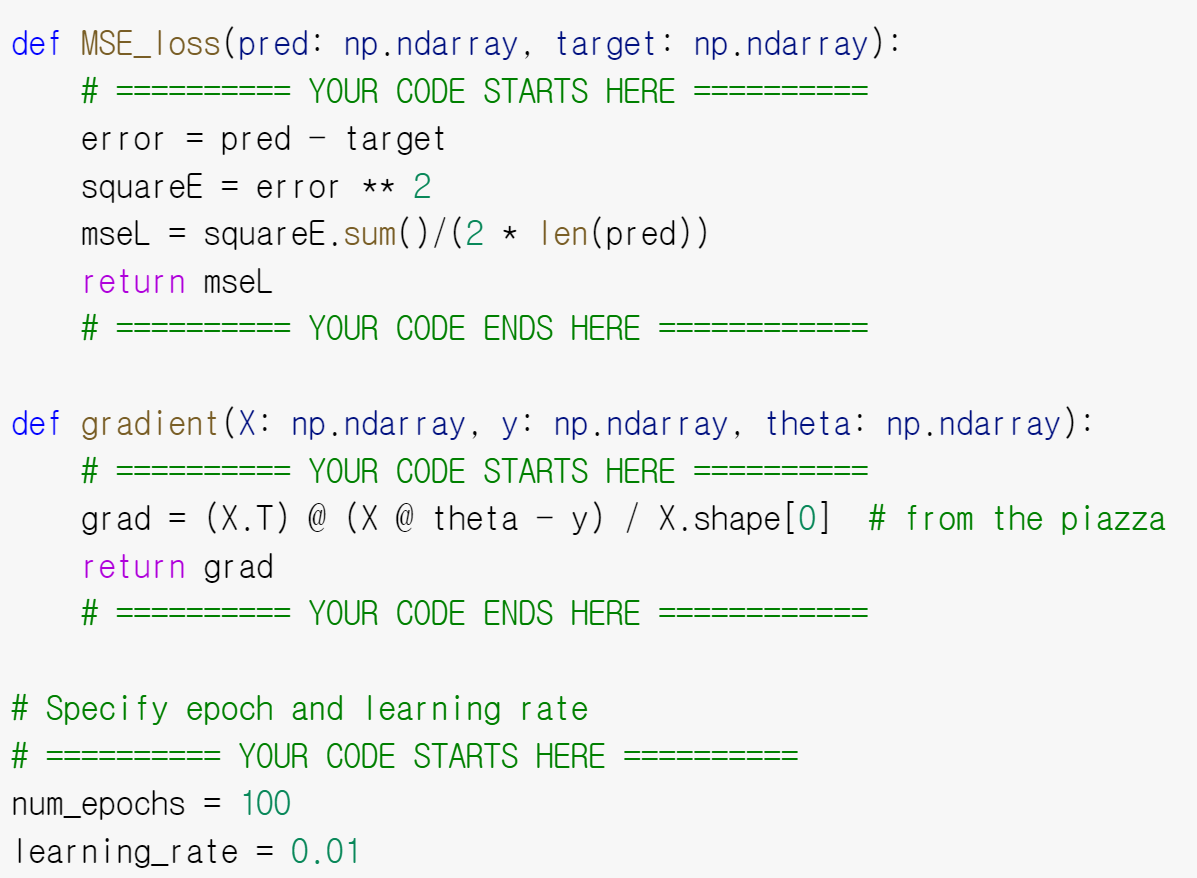 def MSE_loss(pred: np.ndarray, target: np.ndarray):
    # ========== YOUR CODE STARTS HERE ==========
    error = pred - target
    squareE = error ** 2
    mseL = squareE.sum()/(2 * len(pred))
    return mseL
    # ========== YOUR CODE ENDS HERE ============

def gradient(X: np.ndarray, y: np.ndarray, theta: np.ndarray):
    # ========== YOUR CODE STARTS HERE ==========
    grad = (X.T) @ (X @ theta - y) / X.shape[0]  # from the piazza
    return grad
    # ========== YOUR CODE ENDS HERE ============

# Specify epoch and learning rate
# ========== YOUR CODE STARTS HERE ==========
num_epochs = 100
learning_rate = 0.01